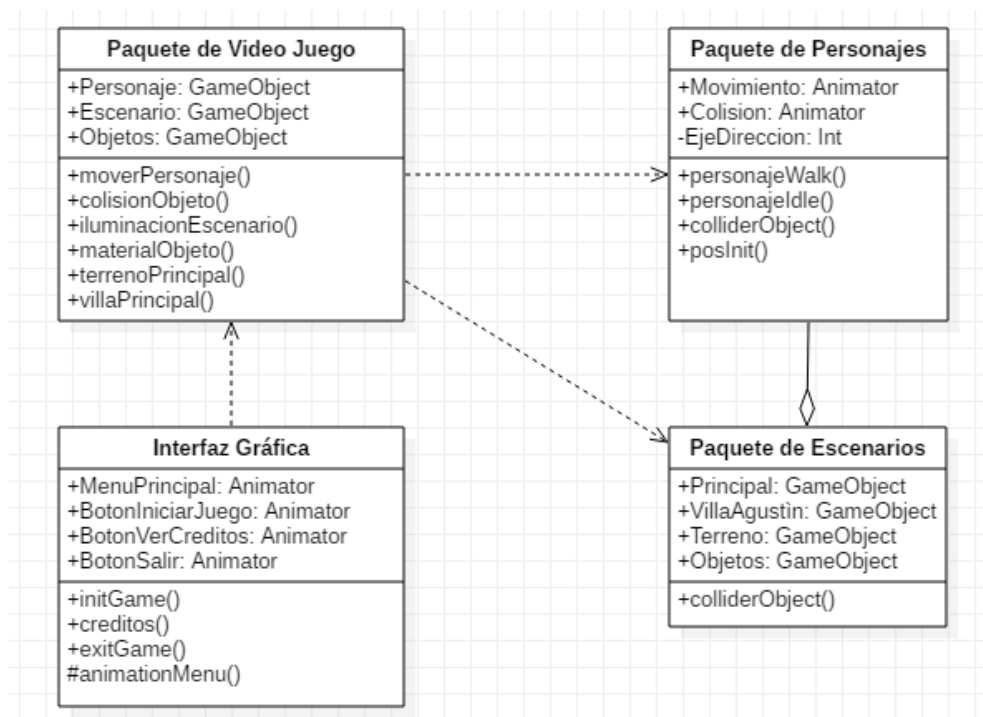 Paquete de Video Juego
+Personaje: GameObject
+Escenario: GameObject
+Objetos: GameObject
+moverPersonaje()
+colisionObjeto()
+iluminacionEscenario()
+materialObjeto()
+terrenoPrincipal()
+villaPrincipal()
Paquete de Personajes
+Movimiento: Animator
+Colision: Animator
-EjeDireccion: Int
+personajeWalk()
+personajeIdle()
+colliderObject()
+posInit()
Interfaz Gráfica
+MenuPrincipal: Animator
+BotonIniciarJuego: Animator
+BotonVerCreditos: Animator
+BotonSalir: Animator
+initGame()
+creditos()
+exitGame()
#animationMenu()
Paquete de Escenarios
+Principal: GameObject
+VillaAgustìn: GameObject
+Terreno: GameObject
+Objetos: GameObject
+colliderObject()